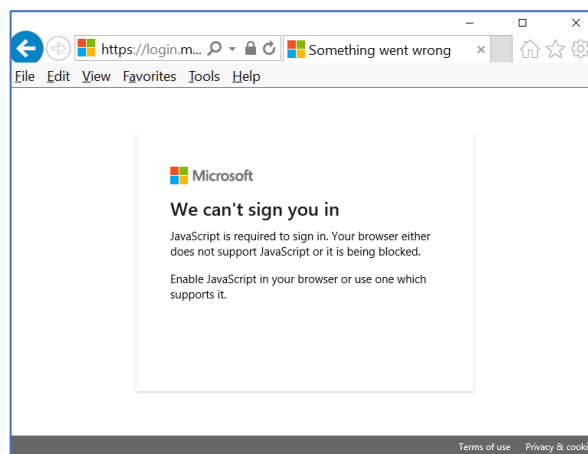 https://login.m...
Something went wrong
File Edit View Favorites Tools Help
Microsoft
We can't sign you in
JavaScript is required to sign in. Your browser either
does not support JavaScript or it is being blocked.
Enable JavaScript in your browser or use one which
supports it.
Terms of use Privacy & cooki